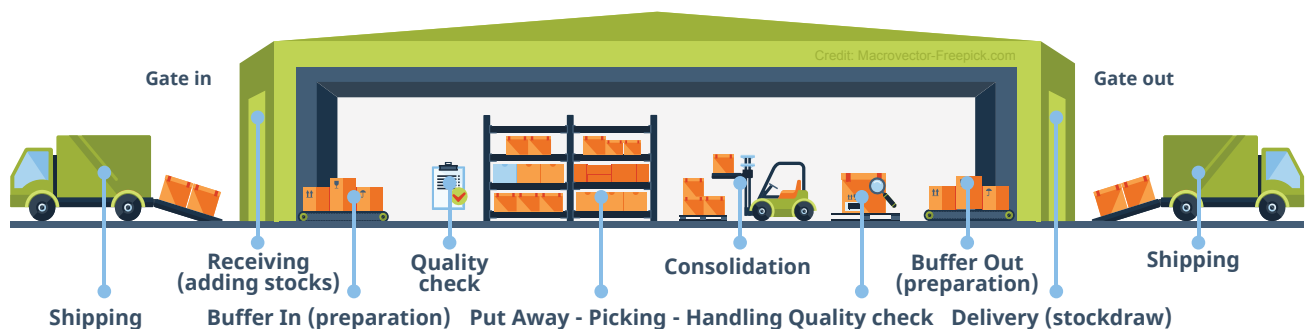 Credit: Macrovector-Freepick.com
Gate in
Gate out
Receiving
(adding stocks)
Quality
check
Consolidation
Buffer Out
(preparation)
Shipping
Shipping
Buffer In (preparation)
Put Away - Picking - Handling
Quality check
Delivery (stockdraw)